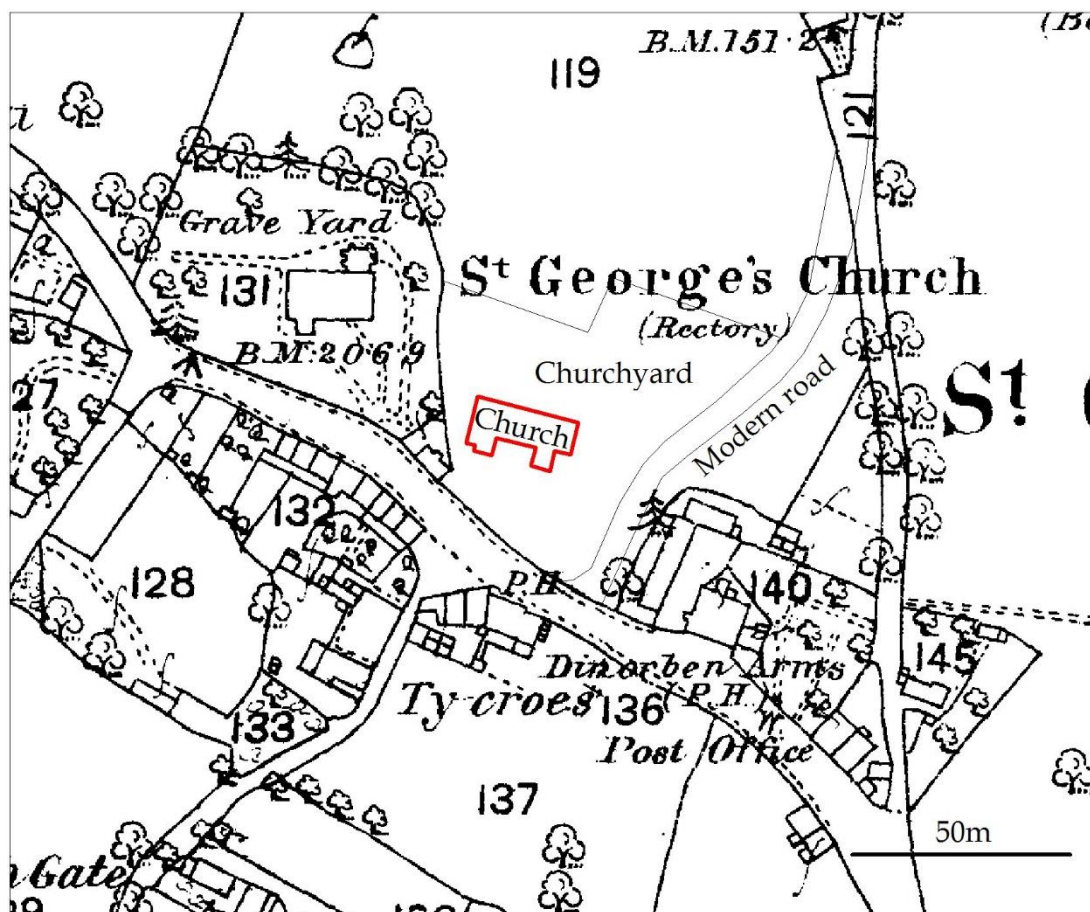 B.M.151·2
(B
119
121
a
Grave Yard
131
St George's Church
(Rectory)
B.M.206·9
Churchyard
Modern road
St
27
Church
132
128
P.H.
140
145
Dinorben Arms
(P.H.)
Ty croes
136
Post Office
133
137
50m
Gate